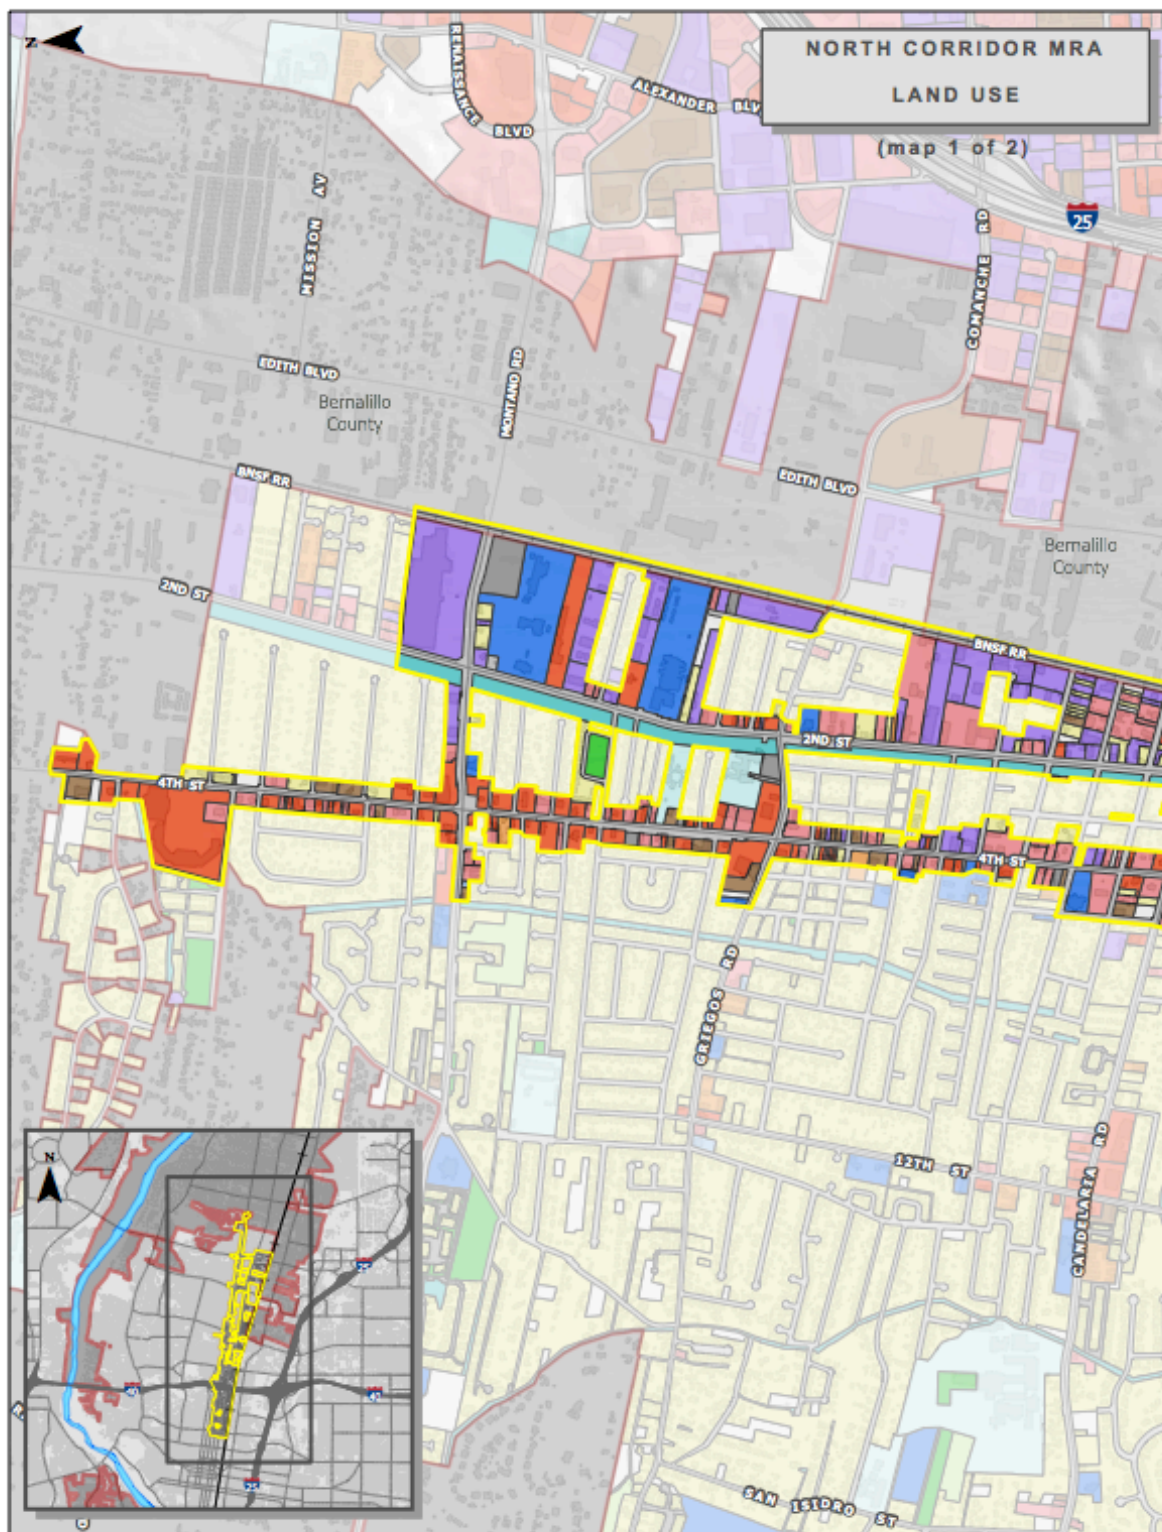 N
NORTH CORRIDOR MRA
LAND USE
(map 1 of 2)
RENAISSANCE
BLVD
ALEXANDER BLV
25
MISSION AV
COMANCHE RD
EDITH BLVD
MONTANO RD
Bernalillo
County
BNSF RR
EDITH BLVD
Bernalillo
County
2ND ST
BNSF RR
2ND ST
4TH ST
4TH ST
GRIEGOS RD
12TH ST
CANDELARIA RD
SAN ISIDRO ST
N
25
40
25